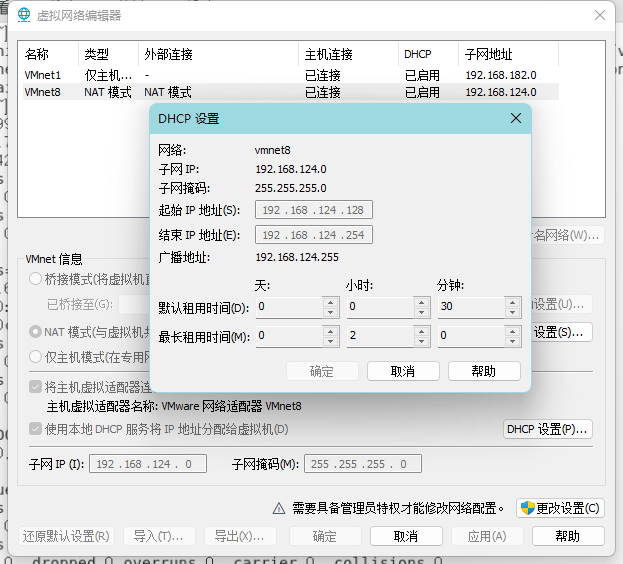 虚拟网络编辑器
名称 类型 外部连接 主机连接 DHCP 子网地址
VMnet1 仅主机... - 已连接 已启用 192.168.182.0
VMnet8 NAT 模式 NAT 模式 已连接 已启用 192.168.124.0
DHCP 设置
网络: vmnet8
子网 IP: 192.168.124.0
子网掩码: 255.255.255.0
起始 IP 地址(S): 192 . 168 . 124 . 128
结束 IP 地址(E): 192 . 168 . 124 . 254
广播地址: 192.168.124.255
天: 小时: 分钟:
默认租用时间(D): 0 0 30
最长租用时间(M): 0 2 0
确定 取消 帮助
名网络(W)...
VMnet 信息
桥接模式(将虚拟机
已桥接至(G): 设置(U)...
NAT 模式(与虚拟机 设置(S)...
仅主机模式(在专用
将主机虚拟适配器
主机虚拟适配器名称: VMware 网络适配器 VMnet8
使用本地 DHCP 服务将 IP 地址分配给虚拟机(D) DHCP 设置(P)...
子网 IP (I): 192 . 168 . 124 . 0 子网掩码(M): 255 . 255 . 255 . 0
需要具备管理员特权才能修改网络配置。 更改设置(C)
还原默认设置(R) 导入(T)... 导出(X)... 确定 取消 应用(A) 帮助
dropped 0 overruns 0 carrier 0 collisions 0